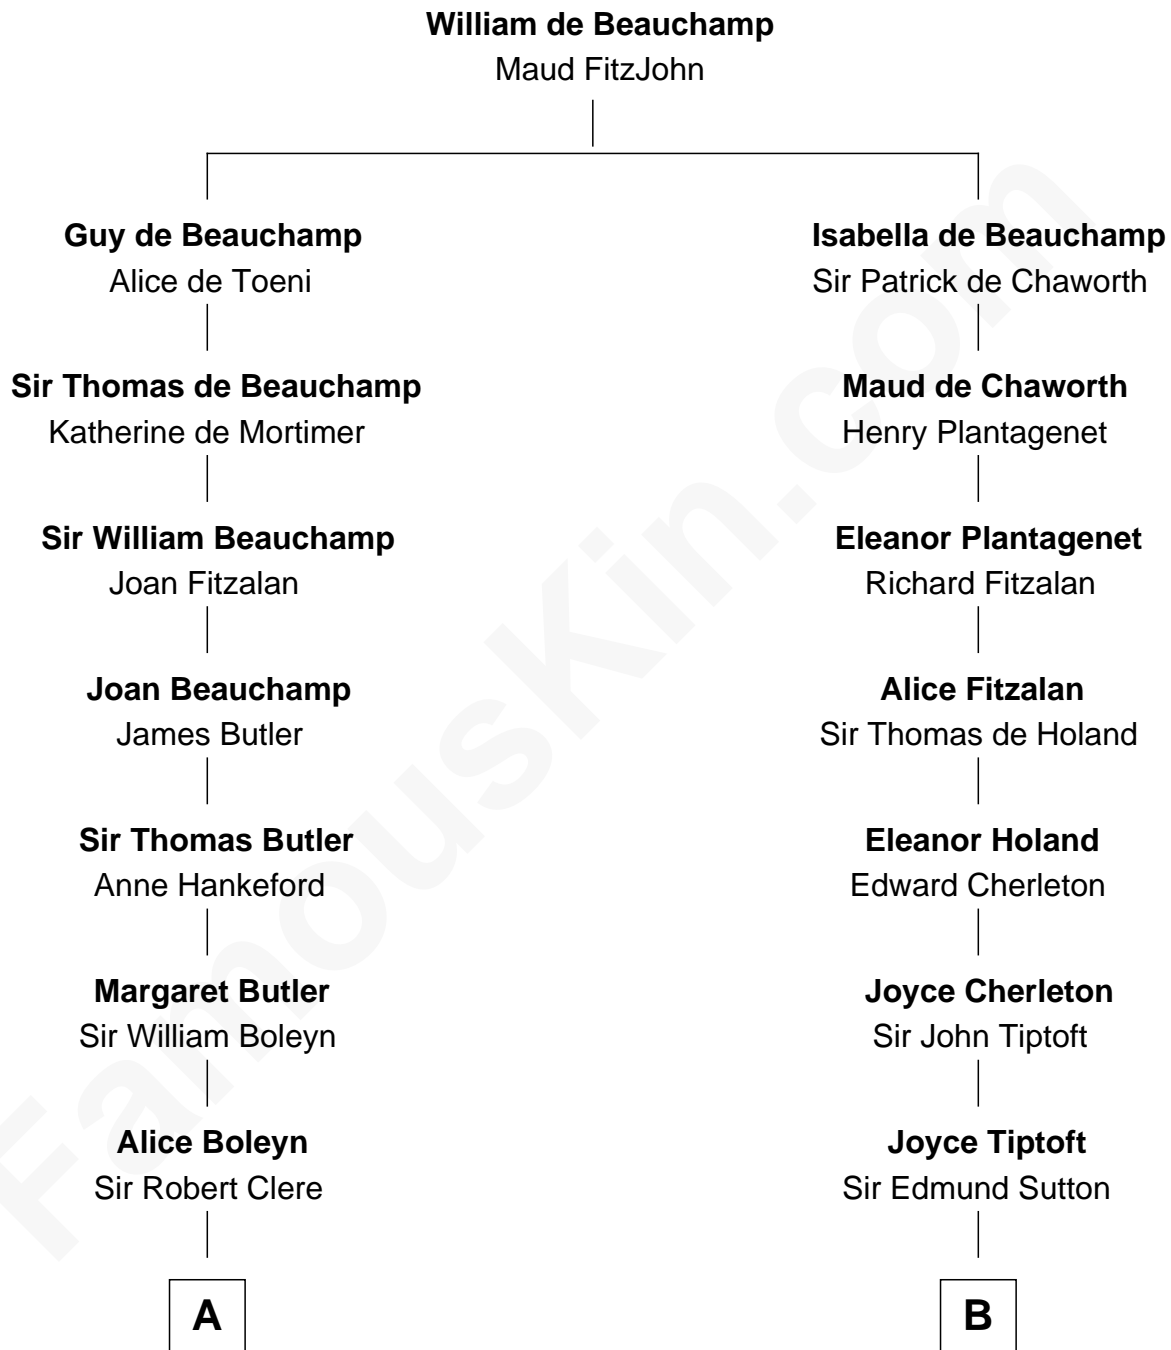 William de Beauchamp
Maud FitzJohn
Guy de Beauchamp
Alice de Toeni
Isabella de Beauchamp
Sir Patrick de Chaworth
Sir Thomas de Beauchamp
Katherine de Mortimer
Maud de Chaworth
Henry Plantagenet
Sir William Beauchamp
Joan Fitzalan
Eleanor Plantagenet
Richard Fitzalan
Joan Beauchamp
James Butler
Alice Fitzalan
Sir Thomas de Holand
Sir Thomas Butler
Anne Hankeford
Eleanor Holand
Edward Cherleton
Margaret Butler
Sir William Boleyn
Joyce Cherleton
Sir John Tiptoft
Alice Boleyn
Sir Robert Clere
Joyce Tiptoft
Sir Edmund Sutton
A
B
FamousKin.com